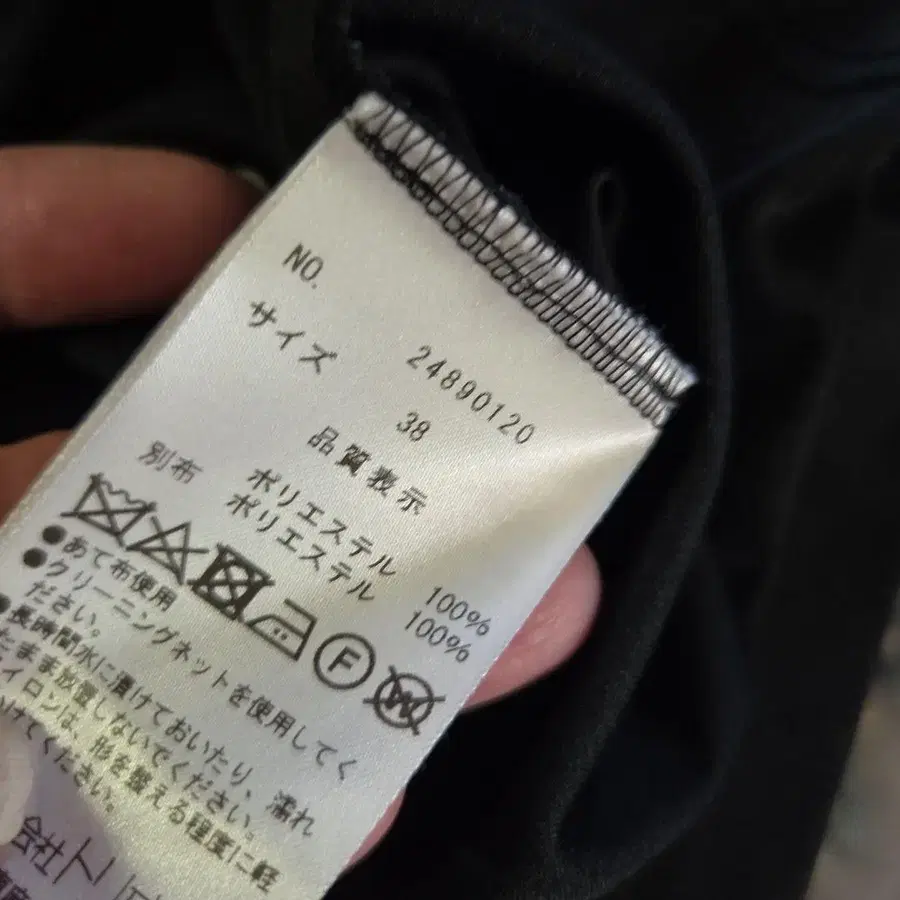 NO. 24890120
サイズ 38
品質表示
ポリエステル 100%
別布 ポリエステル 100%
F
W
●あて布使用
●クリーニングネットを使用してく
ださい。
●長時間水に漬けておいたり、濡れ
たまま放置しないでください。
イロンは、形を整える程度に軽
けてください。
会社